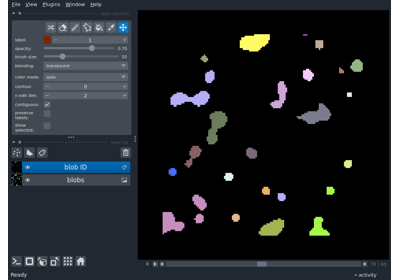 File View Plugins Window Help
label: 1
opacity: 0.70
brush size: 10
blending: translucent
color mode: auto
contour: 0
n edit dim: 2
contiguous: ✓
preserve labels:
show selected:
blob ID
blobs
0
Ready
activity